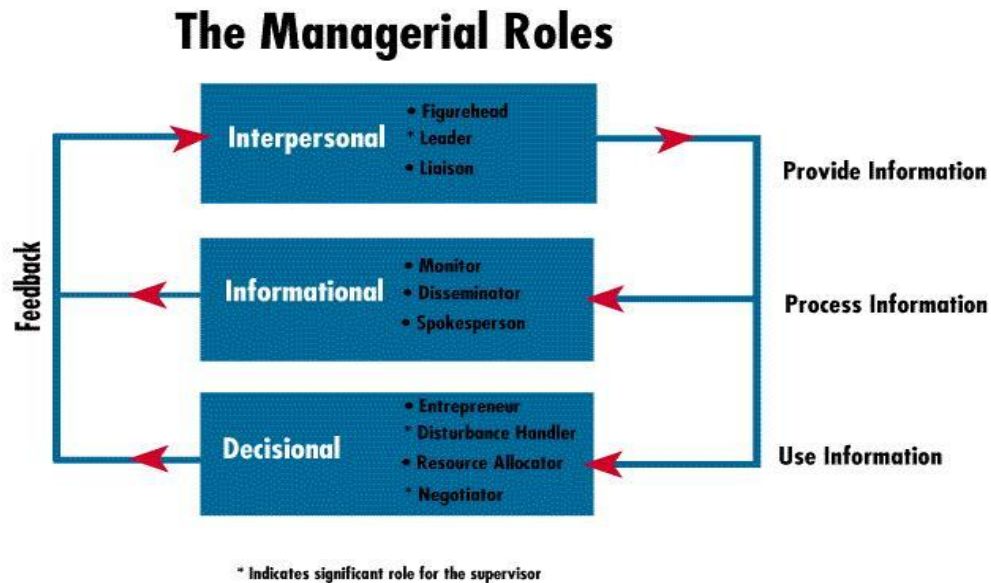 The Managerial Roles
Interpersonal
• Figurehead
* Leader
• Liaison
Provide Information
Feedback
Informational
• Monitor
• Disseminator
• Spokesperson
Process Information
Decisional
• Entrepreneur
* Disturbance Handler
• Resource Allocator
* Negotiator
Use Information
* Indicates significant role for the supervisor